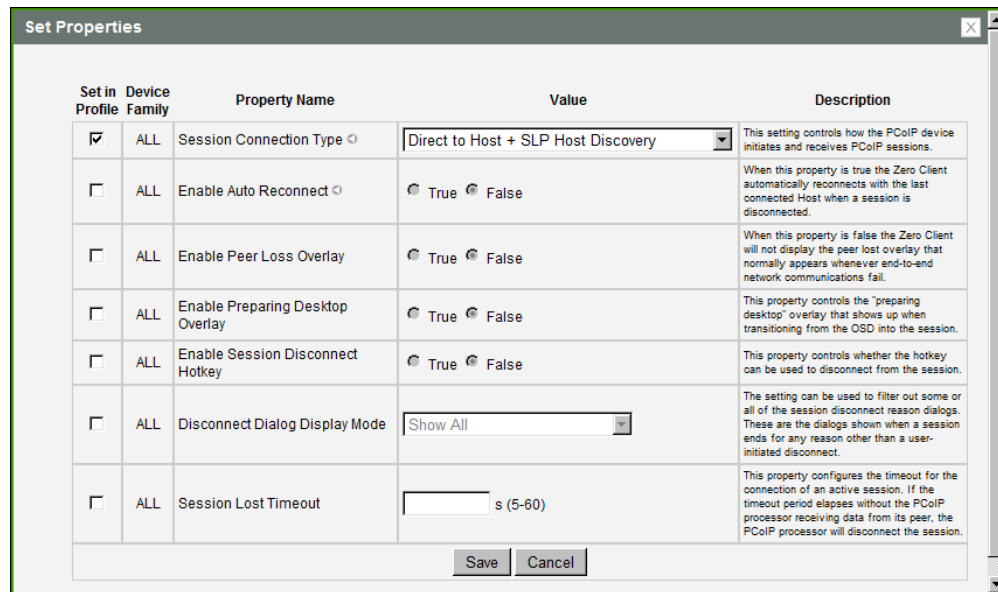 Set Properties
X
Set in Profile
Device Family
Property Name
Value
Description
ALL
Session Connection Type
Direct to Host + SLP Host Discovery
This setting controls how the PCoIP device
initiates and receives PCoIP sessions.
ALL
Enable Auto Reconnect
True False
When this property is true the Zero Client
automatically reconnects with the last
connected Host when a session is
disconnected.
ALL
Enable Peer Loss Overlay
True False
When this property is false the Zero Client
will not display the peer lost overlay that
normally appears whenever end-to-end
network communications fail.
ALL
Enable Preparing Desktop
Overlay
True False
This property controls the "preparing
desktop" overlay that shows up when
transitioning from the OSD into the session.
ALL
Enable Session Disconnect
Hotkey
True False
This property controls whether the hotkey
can be used to disconnect from the session.
ALL
Disconnect Dialog Display Mode
Show All
The setting can be used to filter out some or
all of the session disconnect reason dialogs.
These are the dialogs shown when a session
ends for any reason other than a user-
initiated disconnect.
ALL
Session Lost Timeout
s (5-60)
This property configures the timeout for the
connection of an active session. If the
timeout period elapses without the PCoIP
processor receiving data from its peer, the
PCoIP processor will disconnect the session.
Save
Cancel